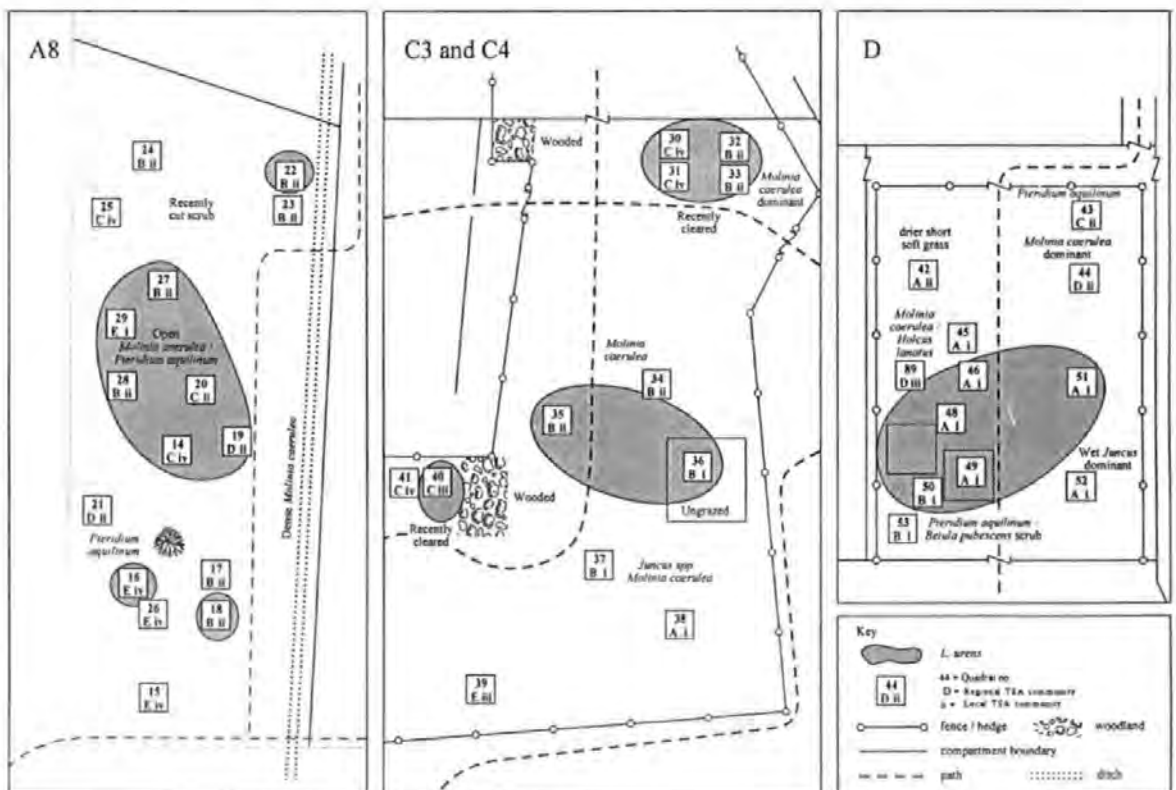 A8
24
B ii
22
B ii
25
C iv
Recently
cut scrub
23
B ii
27
B ii
29
E i
Open
Molinia caerulea /
Pteridium aquilinum
28
B ii
20
C ii
14
C iv
19
D ii
21
D ii
Pteridium
aquilinum
17
B ii
16
E iv
26
E iv
18
B ii
15
E iv
Dense Molinia caerulea
C3 and C4
Wooded
30
C iv
32
B ii
31
C iv
33
B ii
Molinia
caerulea
dominant
Recently
cleared
Molinia
caerulea
34
B ii
35
B ii
36
B i
Ungrazed
41
C iv
40
C iii
Wooded
Recently
cleared
37
B i
Juncus spp
Molinia caerulea
38
A i
39
E iii
D
Pteridium aquilinum
43
C ii
drier short
soft grass
Molinia caerulea
dominant
42
A ii
44
D ii
Molinia
caerulea /
Holcus
lanatus
45
A i
89
D iii
46
A i
51
A i
48
A i
49
A i
Wet Juncus
dominant
50
B i
52
A i
53
B i
Pteridium aquilinum
Betula pubescens scrub
Key
L. urens
44
D ii
44 = Quadrat no
D = Regional TEA community
= Local TEA community
fence / hedge
woodland
compartment boundary
path
ditch